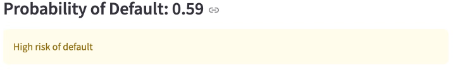 Probability of Default: 0.59
High risk of default